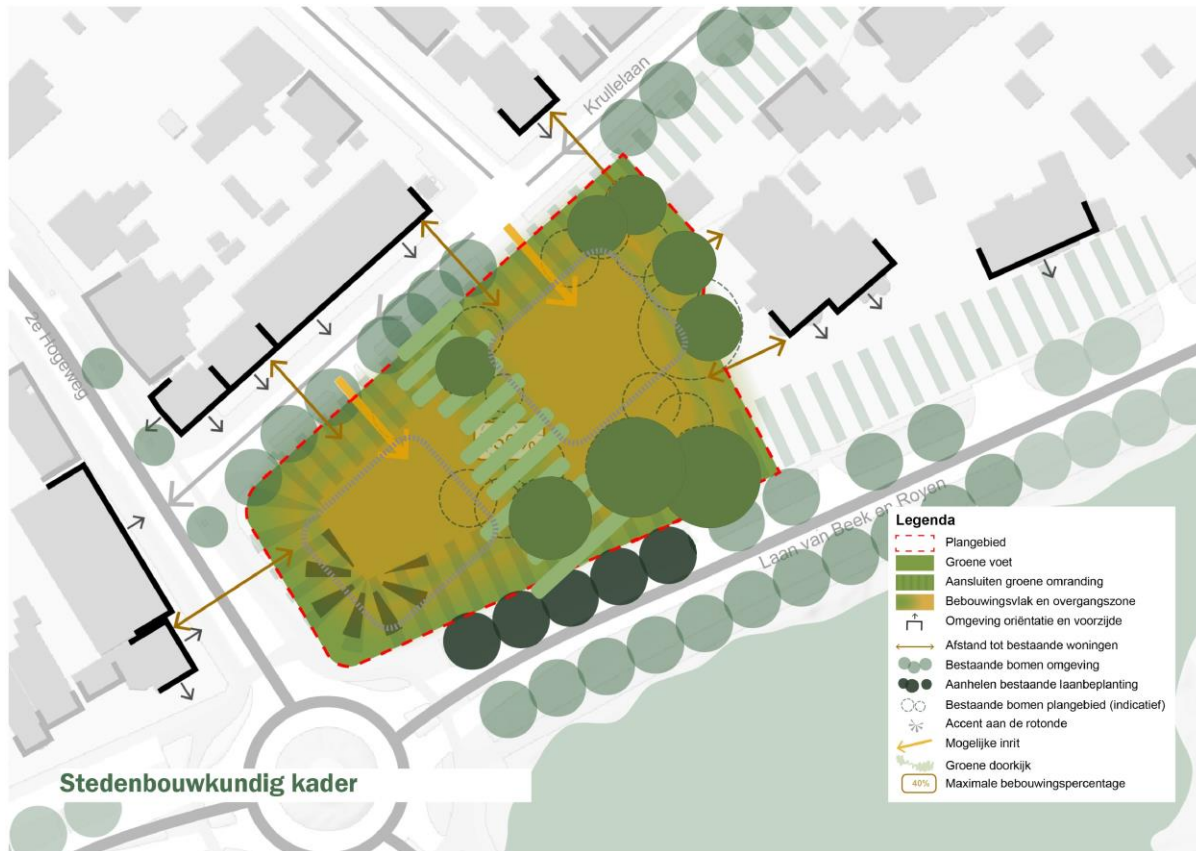 Krullelaan
2e Hogeweg
Laan van Beek en Royen
Stedenbouwkundig kader
Legenda
Plangebied
Groene voet
Aansluiten groene omranding
Bebouwingsvlak en overgangszone
Omgeving oriëntatie en voorzijde
Afstand tot bestaande woningen
Bestaande bomen omgeving
Aanhelen bestaande laanbeplanting
Bestaande bomen plangebied (indicatief)
Accent aan de rotonde
Mogelijke inrit
Groene doorkijk
40% Maximale bebouwingspercentage